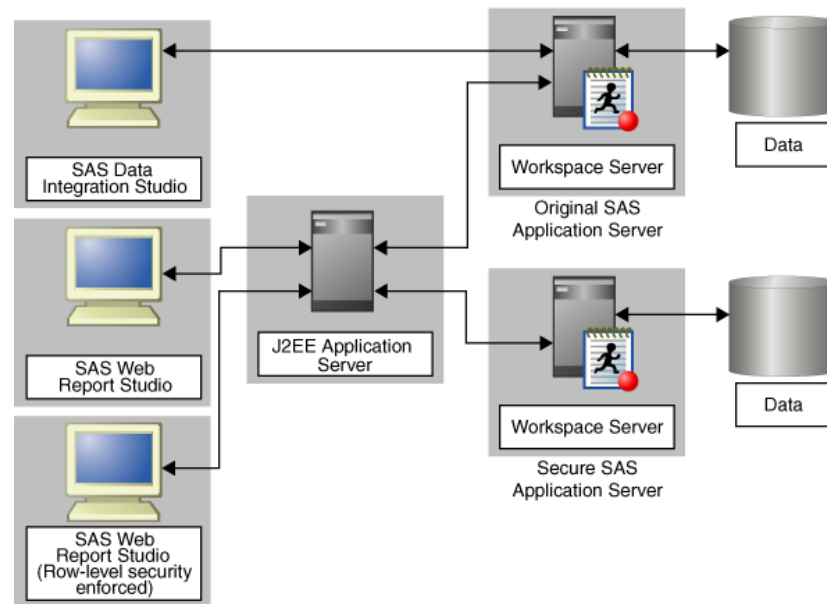 SAS Data
Integration Studio
Workspace Server
Data
Original SAS
Application Server
SAS Web
Report Studio
J2EE Application
Server
Workspace Server
Data
Secure SAS
Application Server
SAS Web
Report Studio
(Row-level security
enforced)